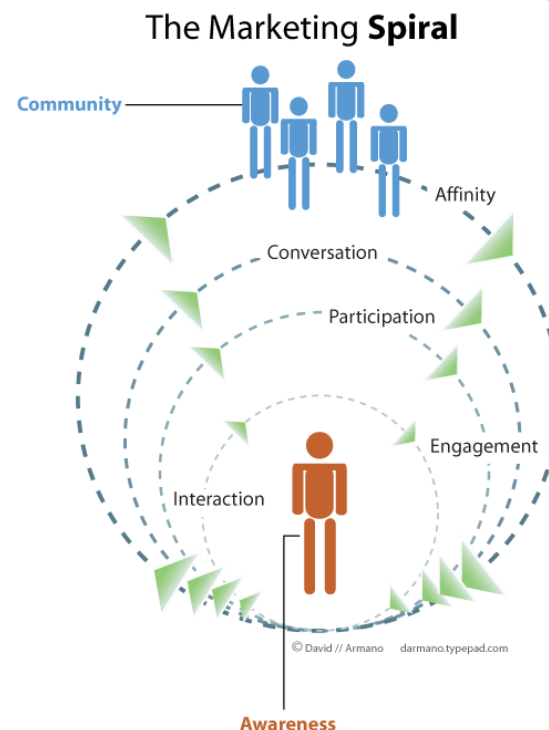 The Marketing Spiral
Community
Affinity
Conversation
Participation
Engagement
Interaction
© David // Armano darmano.typepad.com
Awareness